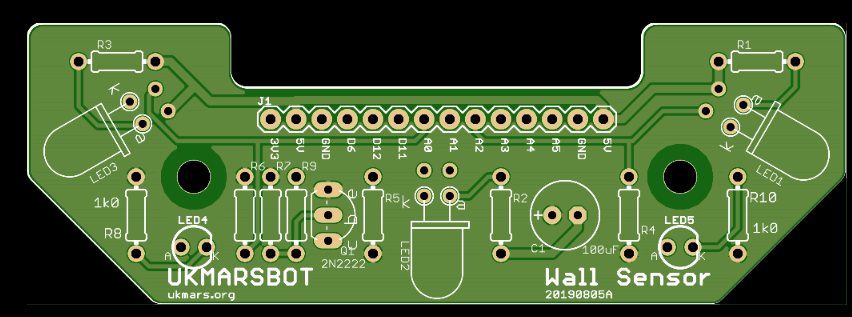 R3
R1
K
a
J1
a
K
3V3 5V GND D6 D12 D11 A0 A1 A2 A3 A4 A5 GND 5V
LED3
LED1
R6 R7 R9
e
b
c
R5
K
a
R2
R4
R10
1k0
R8
LED4
A K
Q1
2N2222
LED2
+
C1
100uF
LED5
A K
1k0
UKMARSBOT
ukmars.org
Wall Sensor
20190805A